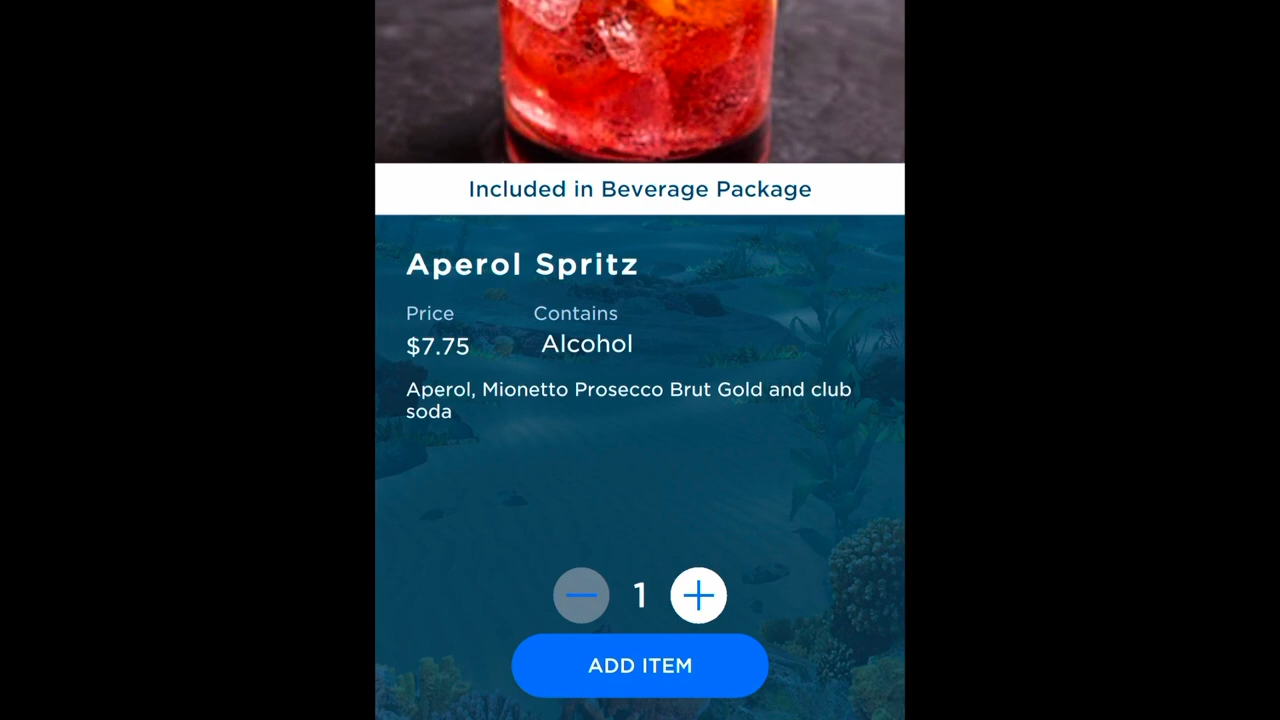 Included in Beverage Package
Aperol Spritz
Price
Contains
$7.75
Alcohol
Aperol, Mionetto Prosecco Brut Gold and club
soda
1
ADD ITEM